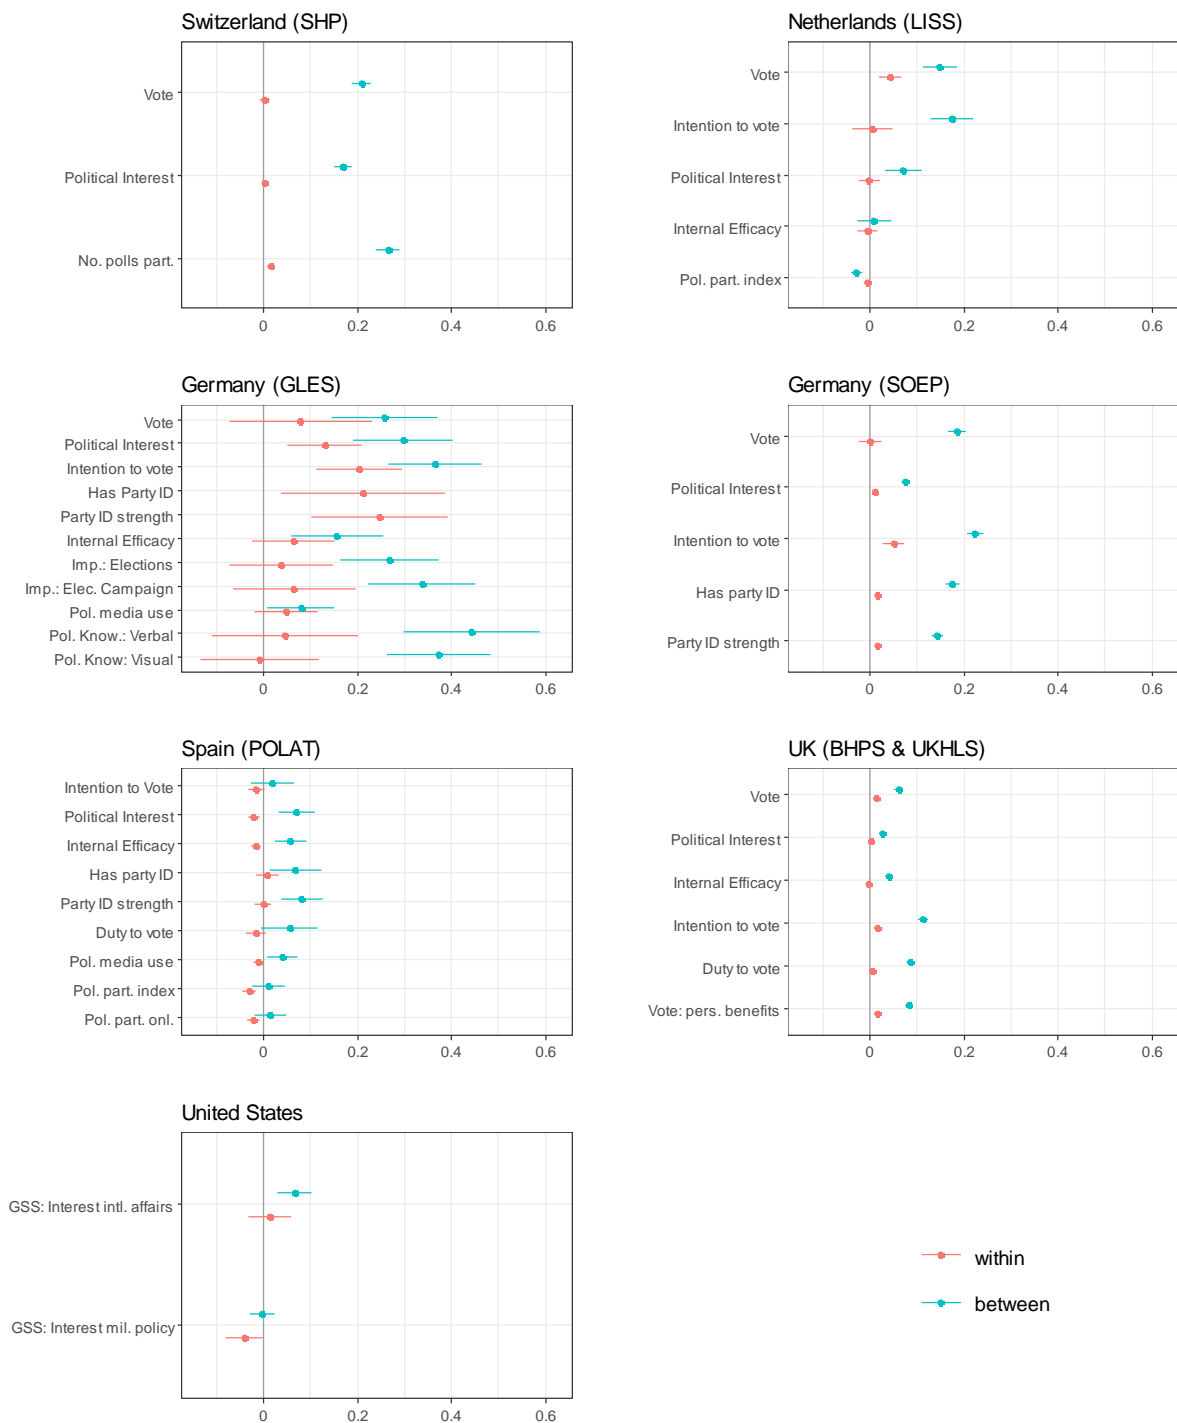 Switzerland (SHP)
Vote
Political Interest
No. polls part.
0 0.2 0.4 0.6
Netherlands (LISS)
Vote
Intention to vote
Political Interest
Internal Efficacy
Pol. part. index
0 0.2 0.4 0.6
Germany (GLES)
Vote
Political Interest
Intention to vote
Has Party ID
Party ID strength
Internal Efficacy
Imp.: Elections
Imp.: Elec. Campaign
Pol. media use
Pol. Know.: Verbal
Pol. Know: Visual
0 0.2 0.4 0.6
Germany (SOEP)
Vote
Political Interest
Intention to vote
Has party ID
Party ID strength
0 0.2 0.4 0.6
Spain (POLAT)
Intention to Vote
Political Interest
Internal Efficacy
Has party ID
Party ID strength
Duty to vote
Pol. media use
Pol. part. index
Pol. part. onl.
0 0.2 0.4 0.6
UK (BHPS & UKHLS)
Vote
Political Interest
Internal Efficacy
Intention to vote
Duty to vote
Vote: pers. benefits
0 0.2 0.4 0.6
United States
GSS: Interest intl. affairs
GSS: Interest mil. policy
0 0.2 0.4 0.6
within
between